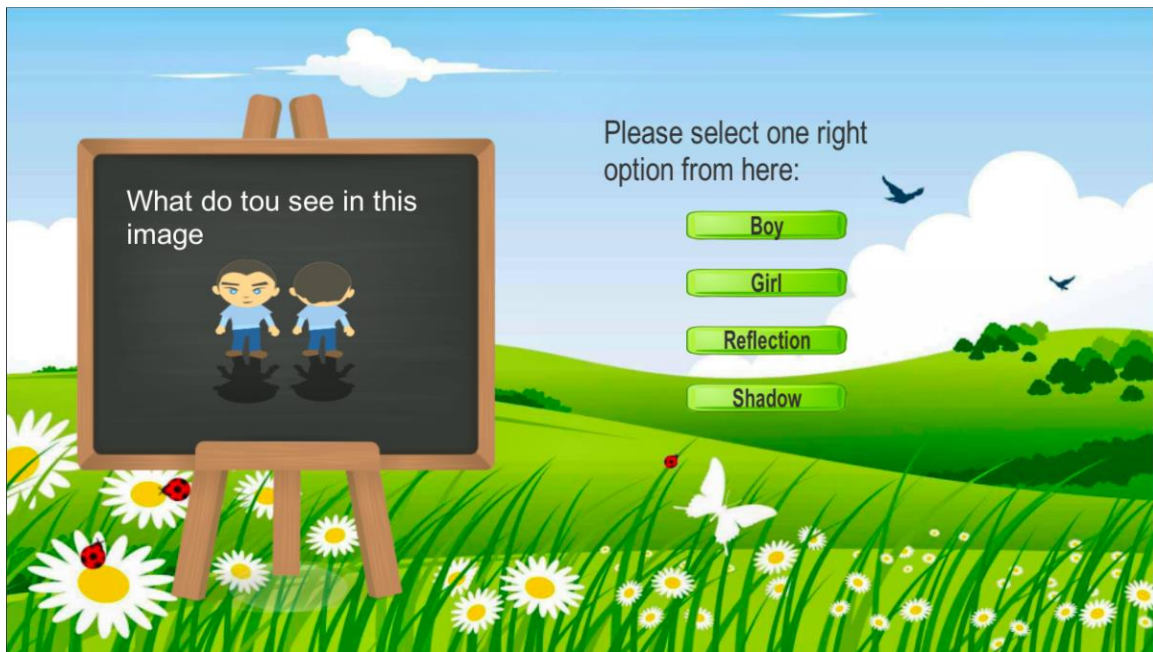 What do tou see in this
image
Please select one right
option from here:
Boy
Girl
Reflection
Shadow